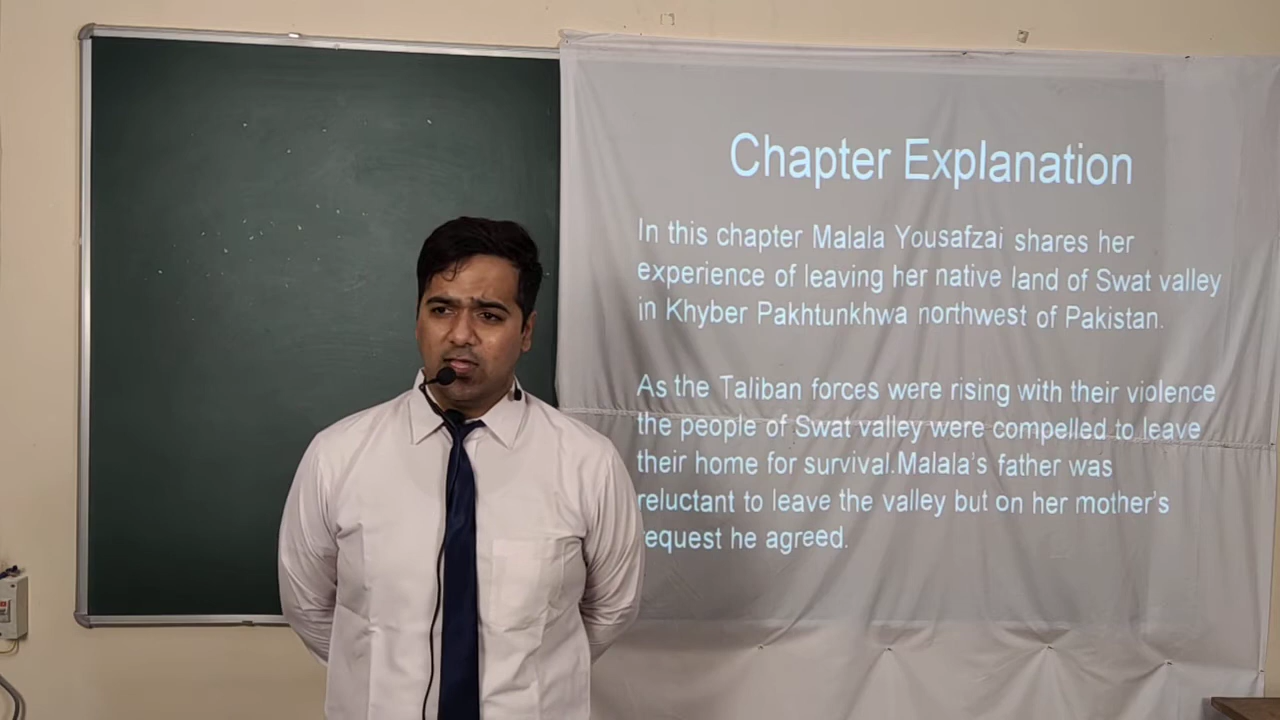 Chapter Explanation
In this chapter Malala Yousafzai shares her
experience of leaving her native land of Swat valley
in Khyber Pakhtunkhwa northwest of Pakistan.
As the Taliban forces were rising with their violence
the people of Swat valley were compelled to leave
their home for survival.Malala's father was
reluctant to leave the valley but on her mother's
request he agreed.